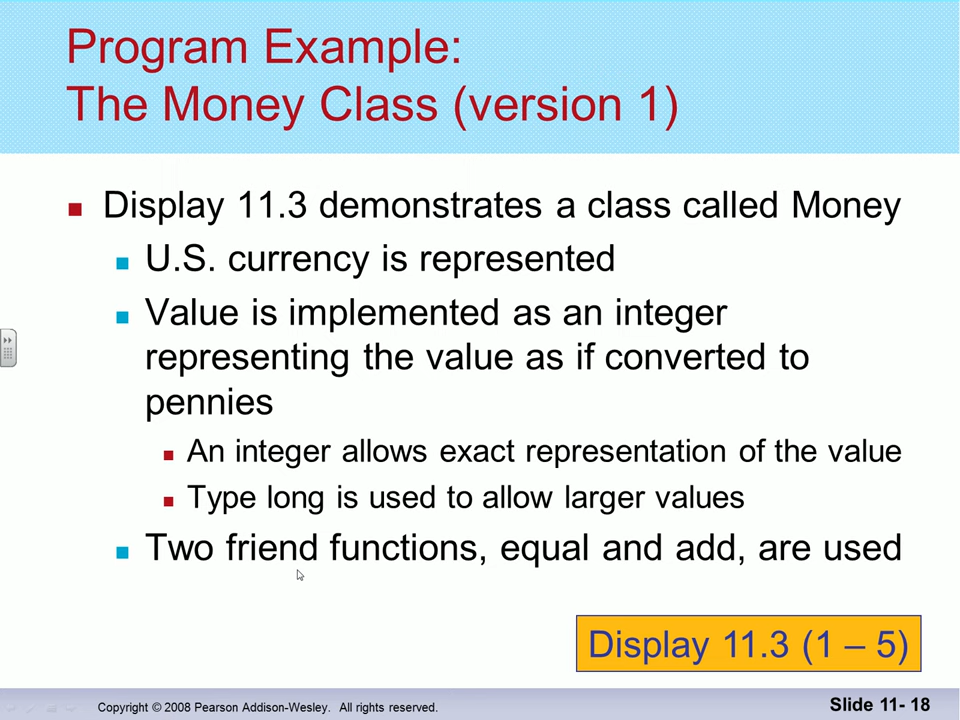 Program Example:
The Money Class (version 1)
Display 11.3 demonstrates a class called Money
U.S. currency is represented
Value is implemented as an integer
representing the value as if converted to
pennies
An integer allows exact representation of the value
Type long is used to allow larger values
Two friend functions, equal and add, are used
Display 11.3 (1 – 5)
Copyright © 2008 Pearson Addison-Wesley. All rights reserved.
Slide 11- 18